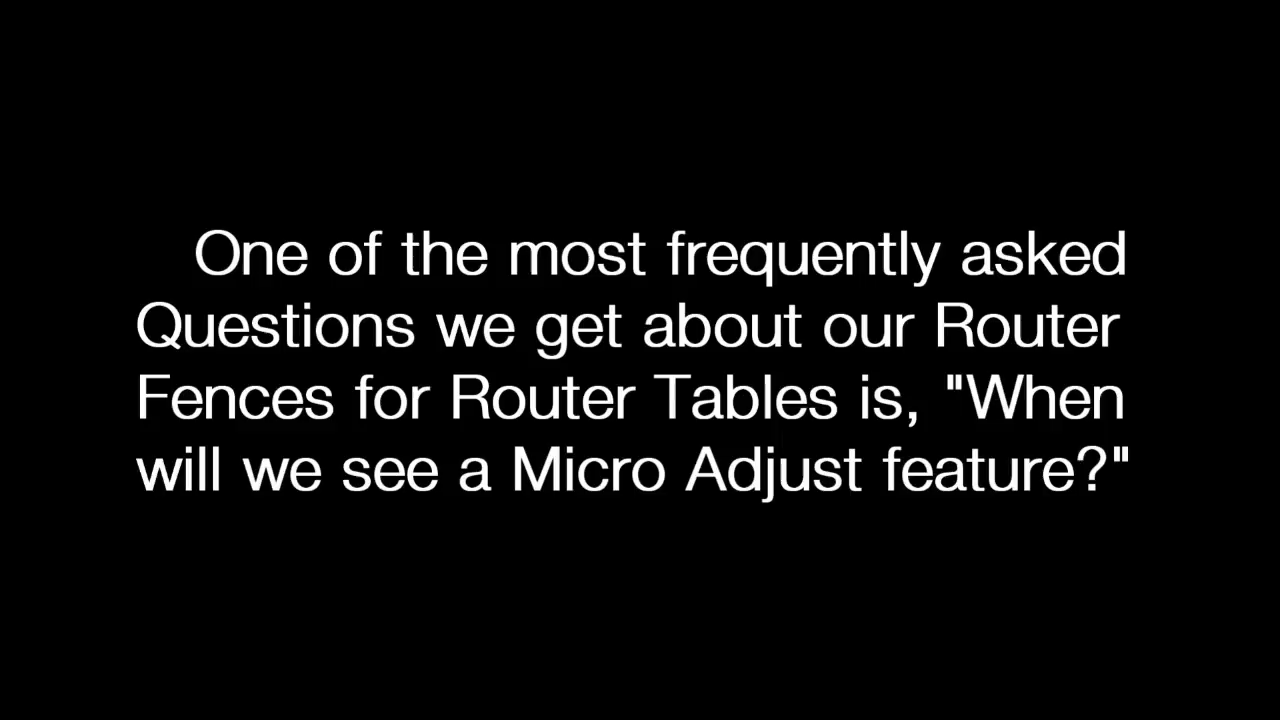 One of the most frequently asked
Questions we get about our Router
Fences for Router Tables is, "When
will we see a Micro Adjust feature?"